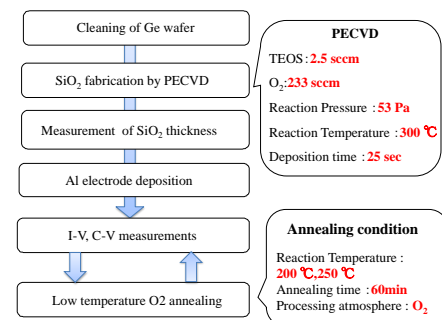 Cleaning of Ge wafer
SiO₂ fabrication by PECVD
Measurement of SiO₂ thickness
Al electrode deposition
I-V, C-V measurements
Low temperature O2 annealing
PECVD
TEOS : 2.5 sccm
O₂:233 sccm
Reaction Pressure : 53 Pa
Reaction Temperature : 300 ℃
Deposition time : 25 sec
Annealing condition
Reaction Temperature :
200 ℃,250 ℃
Annealing time : 60min
Processing atmosphere : O₂